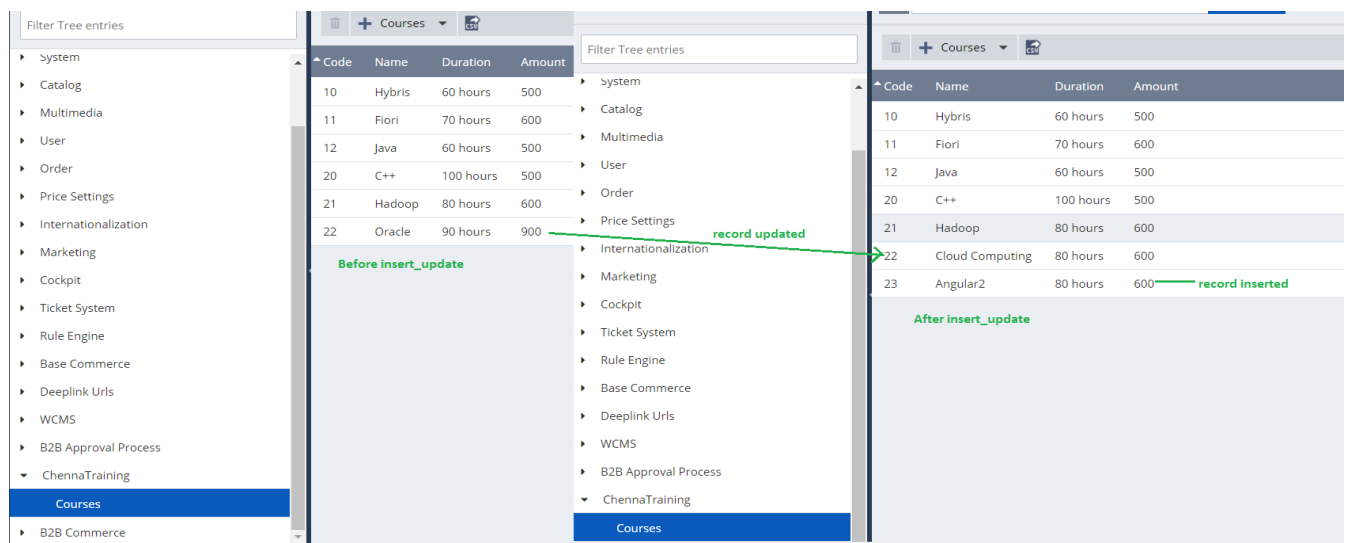 Filter Tree entries
System
Catalog
Multimedia
User
Order
Price Settings
Internationalization
Marketing
Cockpit
Ticket System
Rule Engine
Base Commerce
Deeplink Urls
WCMS
B2B Approval Process
ChennaTraining
Courses
B2B Commerce
Courses
CSV
Code Name Duration Amount
10 Hybris 60 hours 500
11 Fiori 70 hours 600
12 Java 60 hours 500
20 C++ 100 hours 500
21 Hadoop 80 hours 600
22 Oracle 90 hours 900
Before insert_update
record updated
Filter Tree entries
System
Catalog
Multimedia
User
Order
Price Settings
Internationalization
Marketing
Cockpit
Ticket System
Rule Engine
Base Commerce
Deeplink Urls
WCMS
B2B Approval Process
ChennaTraining
Courses
Courses
CSV
Code Name Duration Amount
10 Hybris 60 hours 500
11 Fiori 70 hours 600
12 Java 60 hours 500
20 C++ 100 hours 500
21 Hadoop 80 hours 600
22 Cloud Computing 80 hours 600
23 Angular2 80 hours 600 record inserted
After insert_update